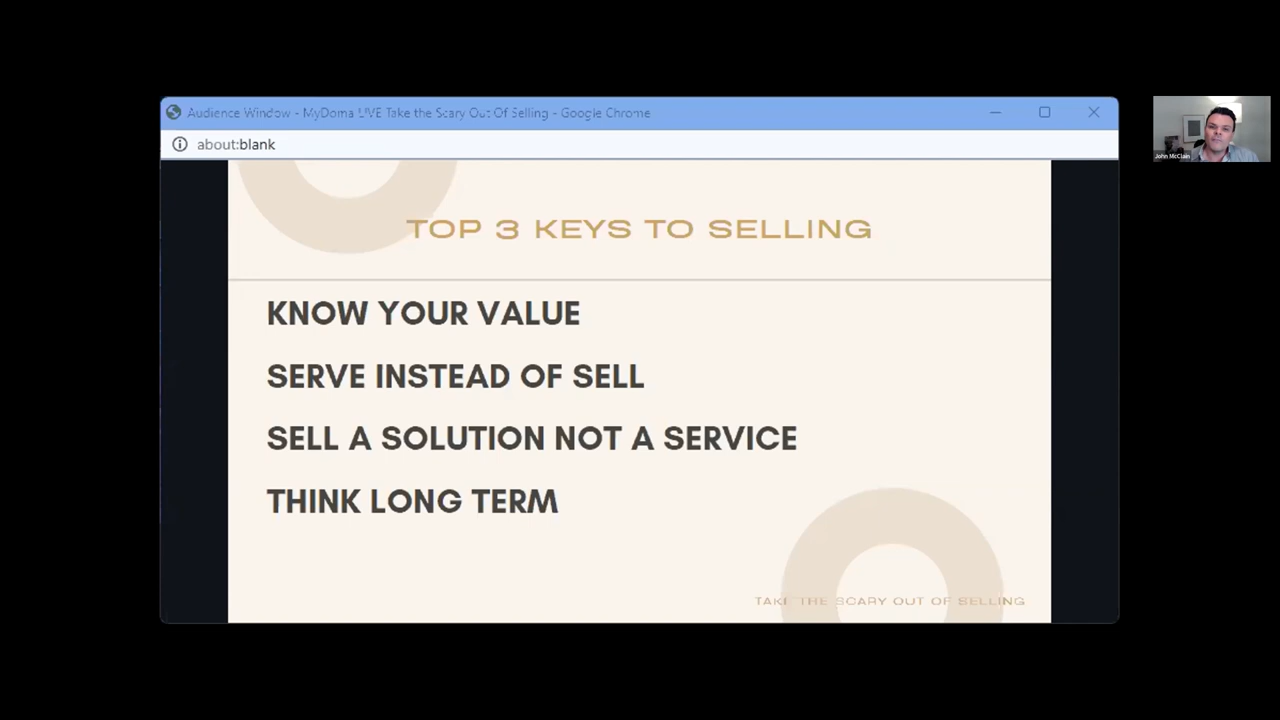 Audience Window - MyDoma LIVE Take the Scary Out Of Selling - Google Chrome
about:blank
John McClain
TOP 3 KEYS TO SELLING
KNOW YOUR VALUE
SERVE INSTEAD OF SELL
SELL A SOLUTION NOT A SERVICE
THINK LONG TERM
TAKE THE SCARY OUT OF SELLING